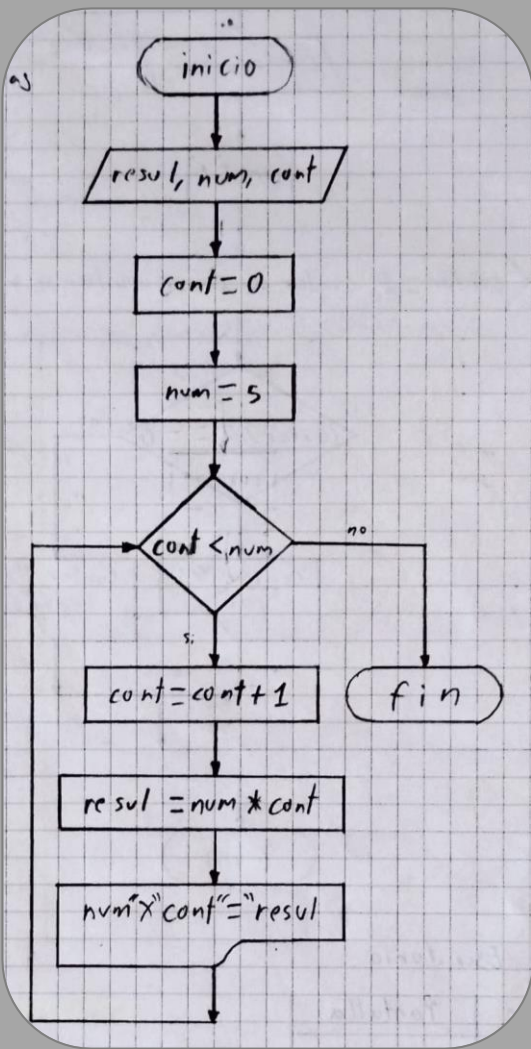 a)
inicio
resul, num, cont
cont = 0
num = 5
cont < num
no
si
cont = cont + 1
fin
resul = num * cont
num "x" cont "=" resul